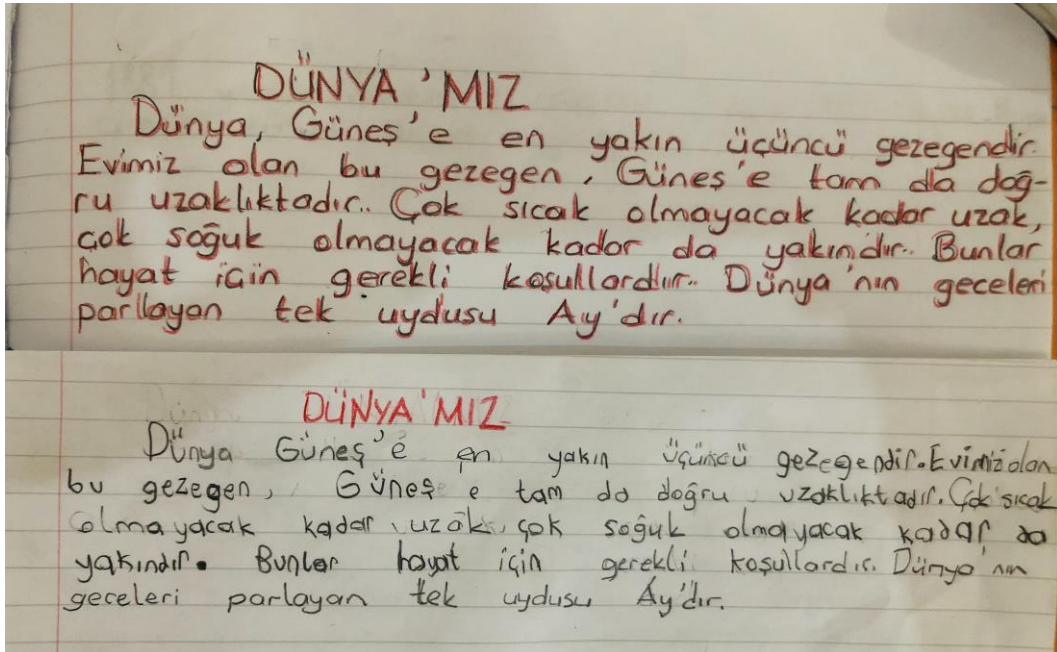 DÜNYA'MIZ
Dünya, Güneş'e en yakın üçüncü gezegendir.
Evimiz olan bu gezegen, Güneş'e tam da doğ-
ru uzaklıktadır. Çok sıcak olmayacak kadar uzak,
çok soğuk olmayacak kador da yakındır. Bunlar
hayat için gerekli koşullardır. Dünya'nın geceleri
parllayan tek uydusu Ay'dır.
DÜNYA'MIZ
Dünya Güneş'e en yakın üçüncü gezegendir. Evimiz olan
bu gezegen, Güneş e tam da doğru uzaklıktadır. Çok sıcak
olmayacak kadar uzak, çok soğuk olmayacak kadar da
yakındır. Bunlar hayat için gerekli koşullardır. Dünya'nın
geceleri parlayan tek uydusu Ay'dır.